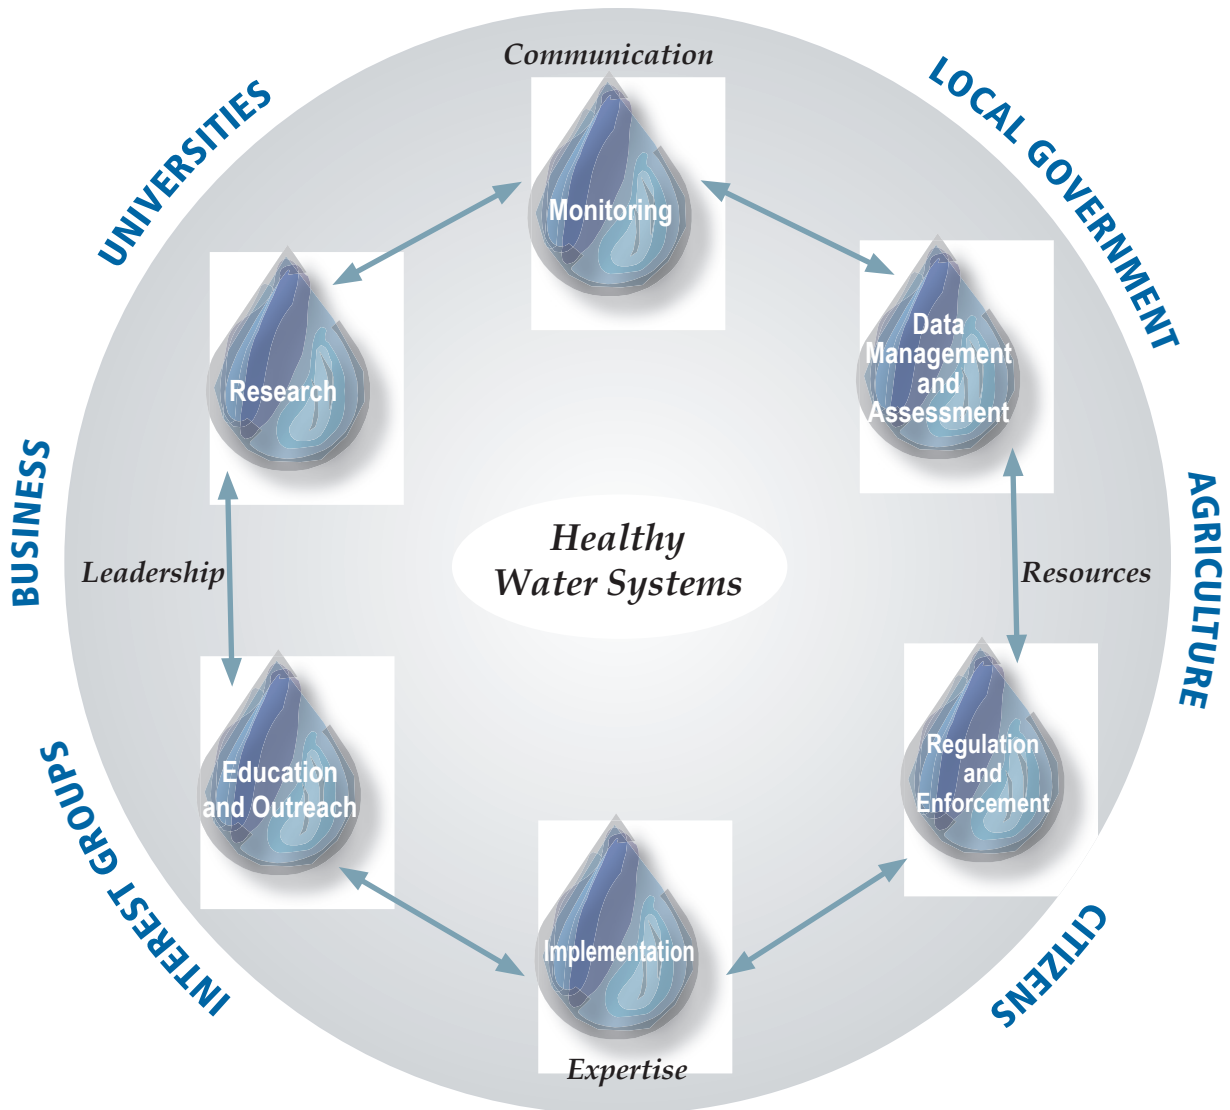 Communication
UNIVERSITIES
LOCAL GOVERNMENT
Monitoring
Research
Data
Management
and
Assessment
BUSINESS
Leadership
Healthy
Water Systems
Resources
AGRICULTURE
Education
and Outreach
Regulation
and
Enforcement
INTEREST GROUPS
Implementation
CITIZENS
Expertise